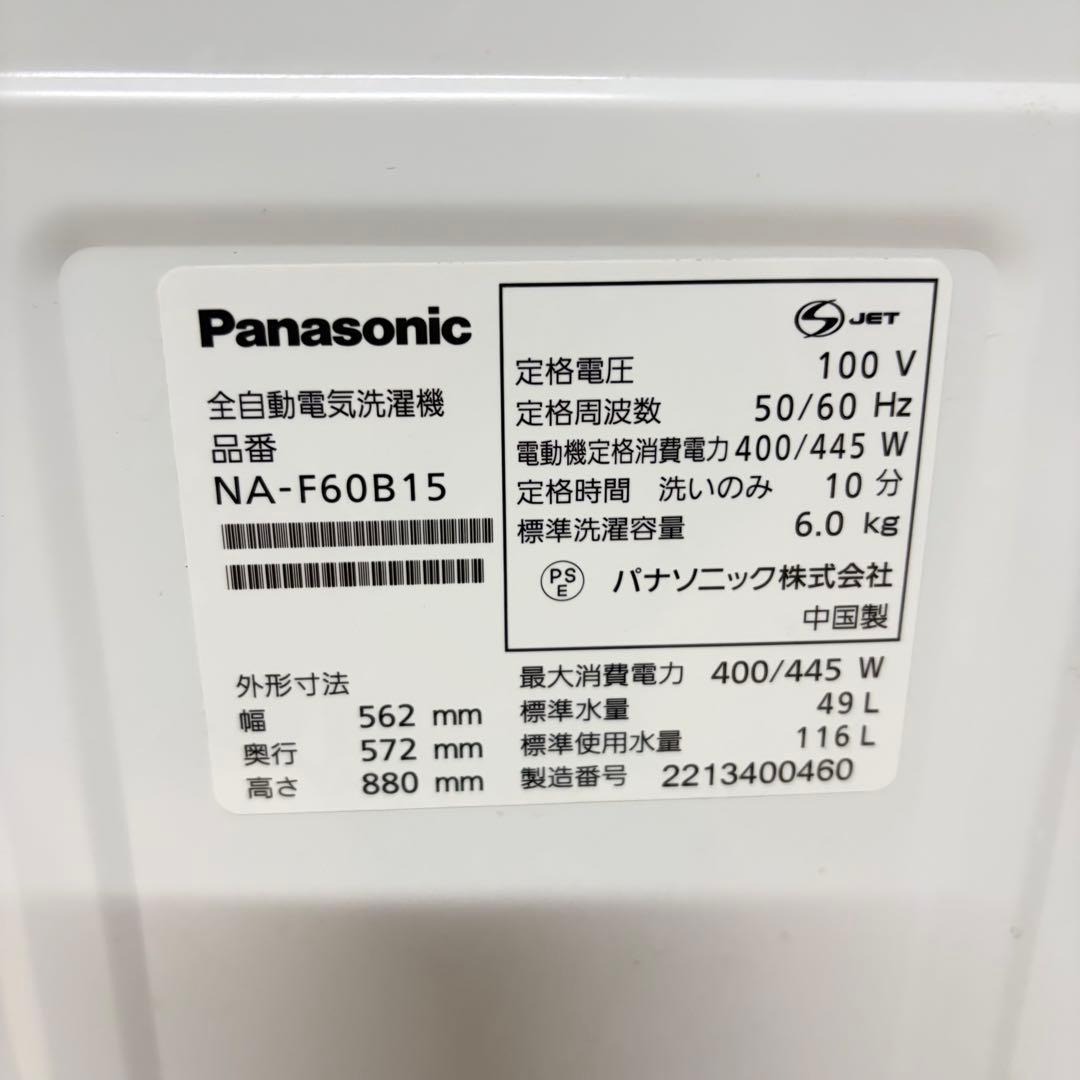 Panasonic
全自動電気洗濯機
品番
NA-F60B15
外形寸法
幅 562 mm
奥行 572 mm
高さ 880 mm
JET
定格電圧 100 V
定格周波数 50/60 Hz
電動機定格消費電力 400/445 W
定格時間 洗いのみ 10 分
標準洗濯容量 6.0 kg
PS
E
パナソニック株式会社
中国製
最大消費電力 400/445 W
標準水量 49 L
標準使用水量 116 L
製造番号 2213400460